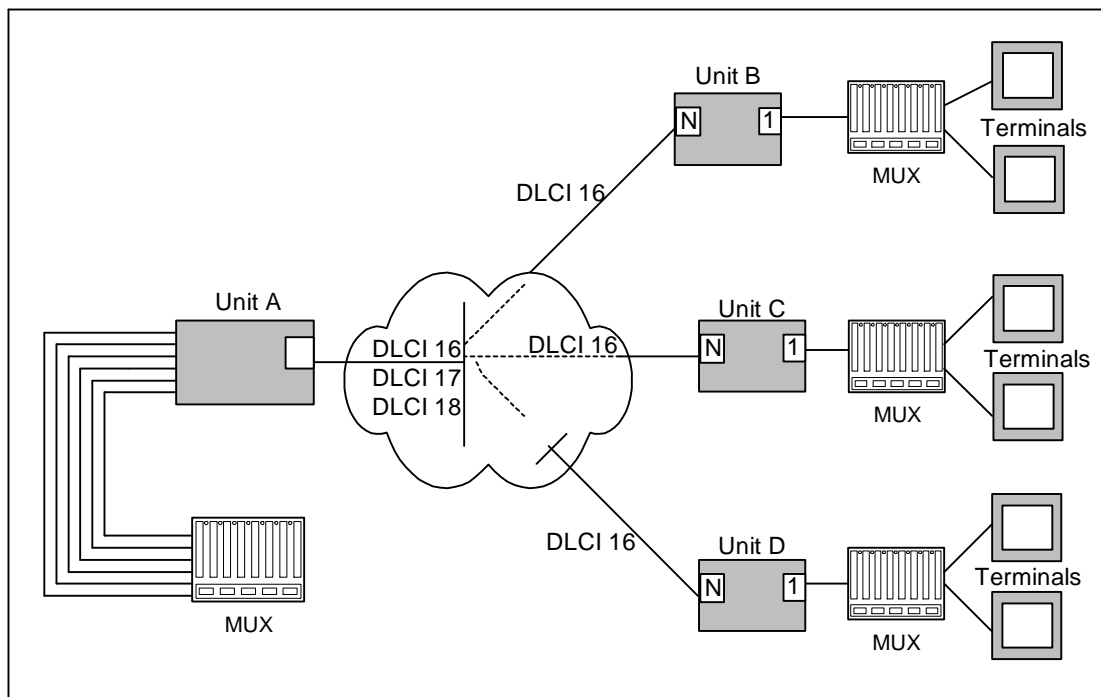 Unit B
N
1
Terminals
MUX
DLCI 16
Unit A
Unit C
DLCI 16
DLCI 16
N
1
Terminals
DLCI 17
DLCI 18
MUX
DLCI 16
Unit D
N
1
Terminals
MUX
MUX